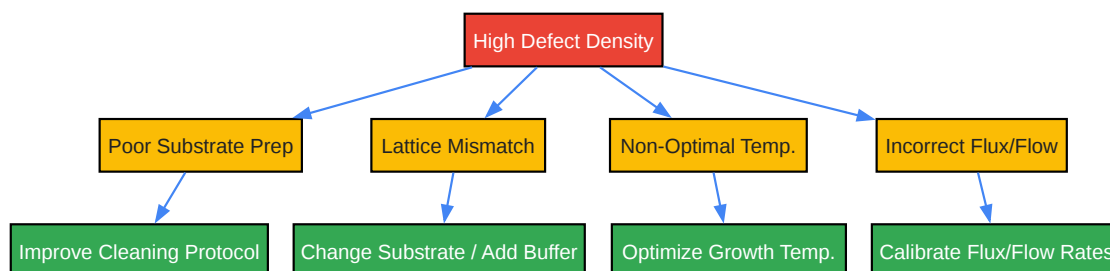 High Defect Density
Poor Substrate Prep
Lattice Mismatch
Non-Optimal Temp.
Incorrect Flux/Flow
Improve Cleaning Protocol
Change Substrate / Add Buffer
Optimize Growth Temp.
Calibrate Flux/Flow Rates